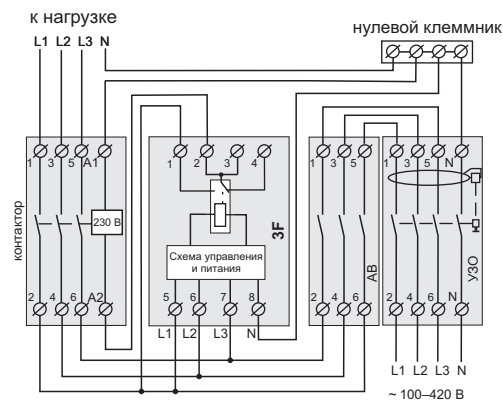 к нагрузке
нулевой клеммник
L1 L2 L3 N
1 3 5 A1
1 2 3 4
1 3 5
1 3 5 N
контактор
230 В
3F
Схема управления
и питания
АВ
УЗО
2 4 6 A2
5 6 7 8
2 4 6
2 4 6 N
L1 L2 L3 N
L1 L2 L3 N
~ 100–420 В